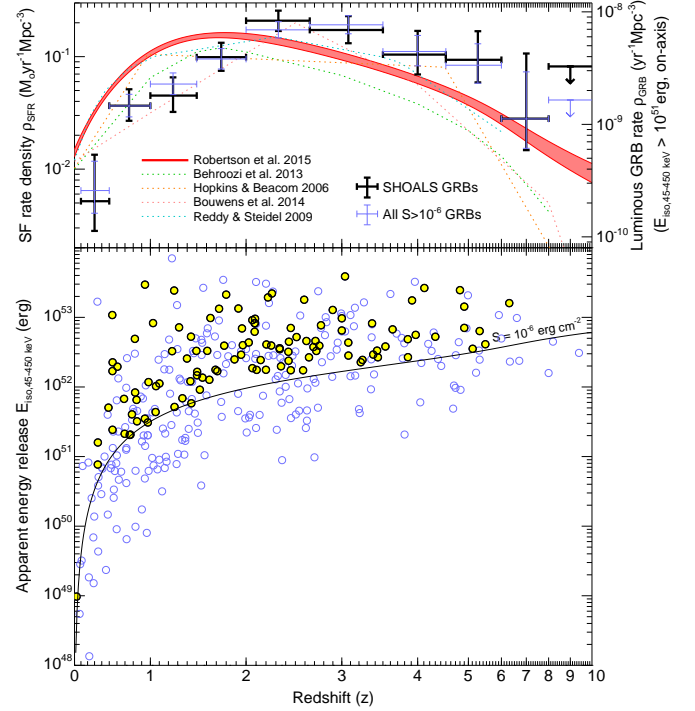 SF rate density ρSFR (M⊙yr-1Mpc-3)
10-1
10-2
Robertson et al. 2015
Behroozi et al. 2013
Hopkins & Beacom 2006
Bouwens et al. 2014
Reddy & Steidel 2009
SHOALS GRBs
All S>10-6 GRBs
10-8
10-9
10-10
Luminous GRB rate ρGRB (yr-1Mpc-3)
(Eiso,45-450 keV > 1051 erg, on-axis)
Apparent energy release Eiso,45-450 keV (erg)
1053
1052
1051
1050
1049
1048
S = 10-6 erg cm-2
0 1 2 3 4 5 6 7 8 9 10
Redshift (z)